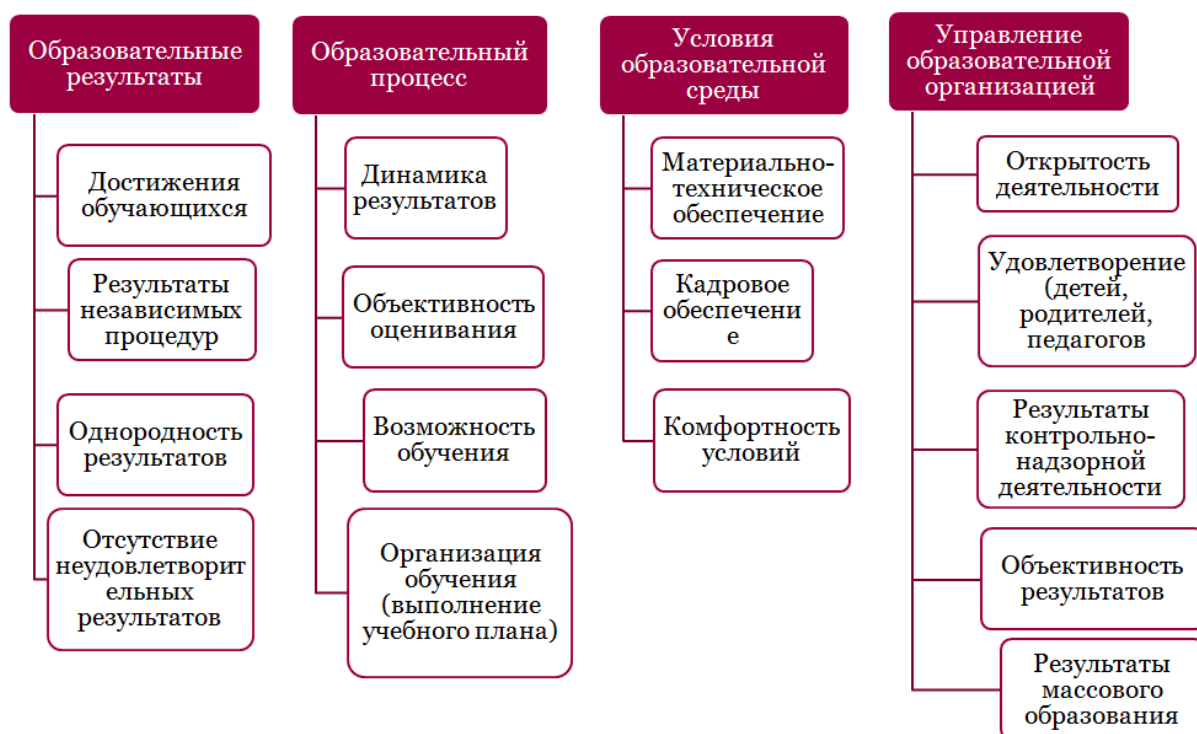 Образовательные
результаты
Достижения
обучающихся
Результаты
независимых
процедур
Однородность
результатов
Отсутствие
неудовлетворит
ельных
результатов
Образовательный
процесс
Динамика
результатов
Объективность
оценивания
Возможность
обучения
Организация
обучения
(выполнение
учебного плана)
Условия
образовательной
среды
Материально-
техническое
обеспечение
Кадровое
обеспечени
е
Комфортность
условий
Управление
образовательной
организацией
Открытость
деятельности
Удовлетворение
(детей,
родителей,
педагогов
Результаты
контрольно-
надзорной
деятельности
Объективность
результатов
Результаты
массового
образования